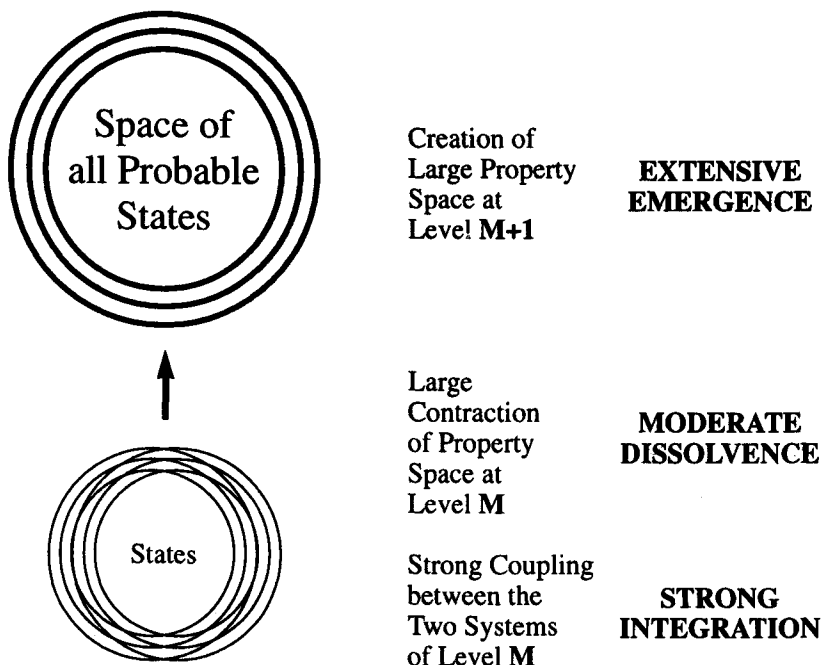 Space of
all Probable
States
Creation of
Large Property
Space at
Level M+1
EXTENSIVE
EMERGENCE
Large
Contraction
of Property
Space at
Level M
MODERATE
DISSOLVENCE
States
Strong Coupling
between the
Two Systems
of Level M
STRONG
INTEGRATION